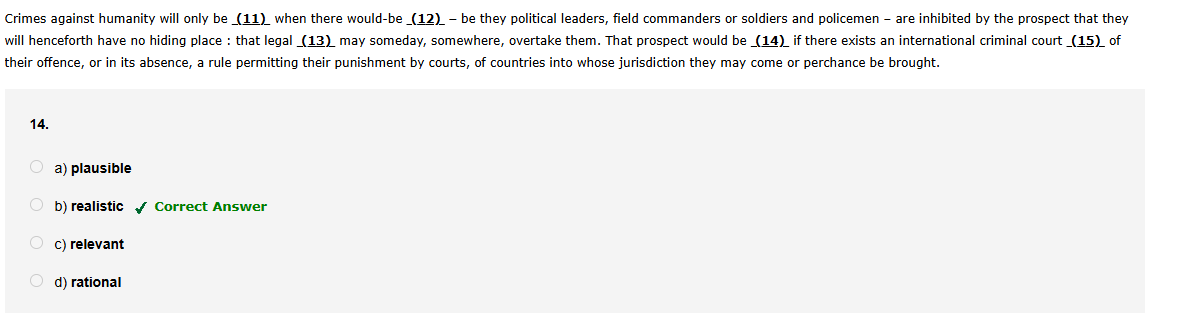 Crimes against humanity will only be (11) when there would-be (12) – be they political leaders, field commanders or soldiers and policemen – are inhibited by the prospect that they
will henceforth have no hiding place : that legal (13) may someday, somewhere, overtake them. That prospect would be (14) if there exists an international criminal court (15) of
their offence, or in its absence, a rule permitting their punishment by courts, of countries into whose jurisdiction they may come or perchance be brought.
14.
a) plausible
b) realistic ✓ Correct Answer
c) relevant
d) rational